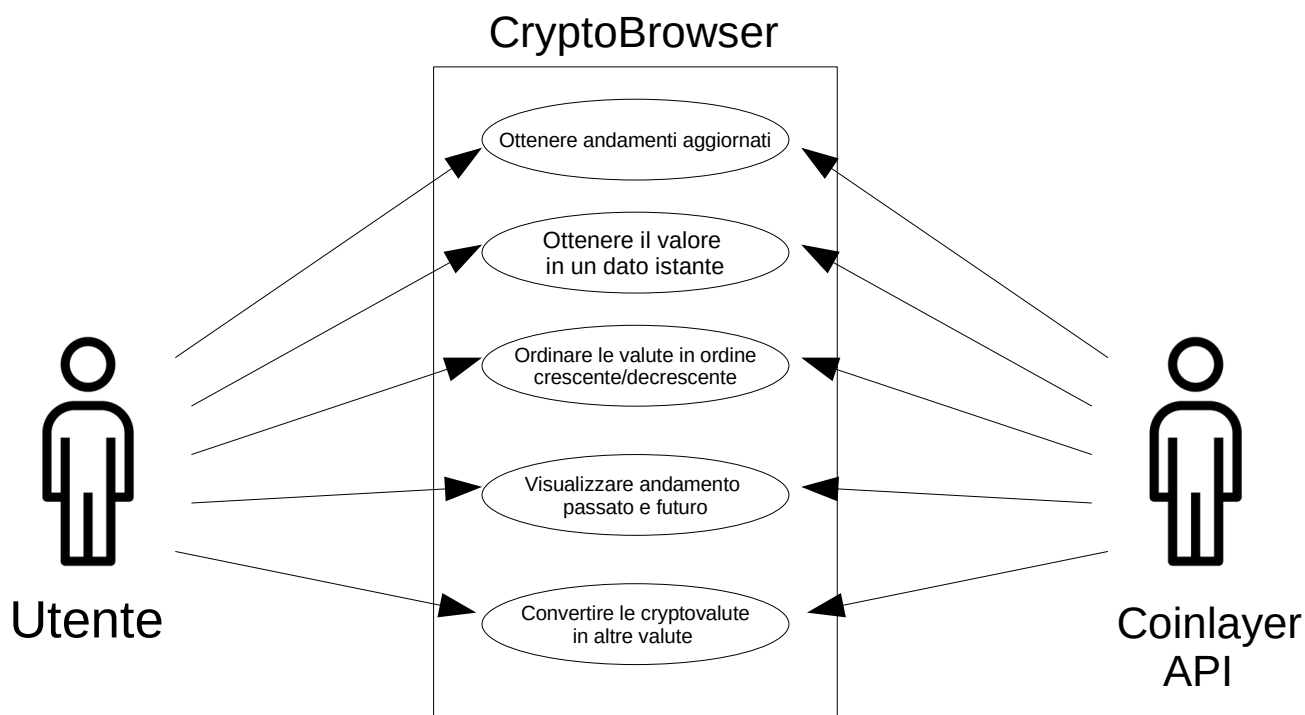 CryptoBrowser
Ottenere andamenti aggiornati
Ottenere il valore
in un dato istante
Ordinare le valute in ordine
crescente/decrescente
Visualizzare andamento
passato e futuro
Convertire le cryptovalute
in altre valute
Utente
Coinlayer
API